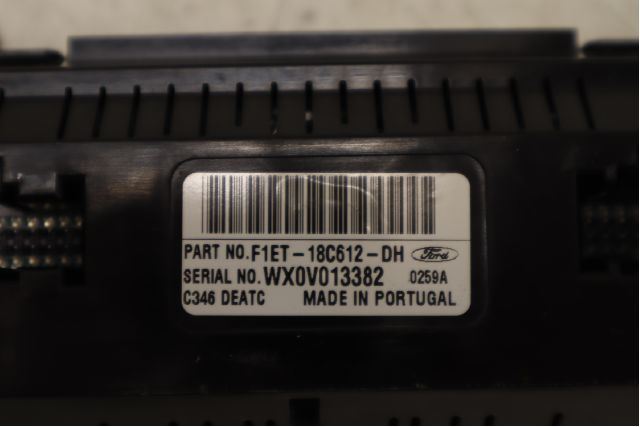 PART NO. F1ET-18C612-DH Ford
SERIAL NO. WX0V013382 0259A
C346 DEATC MADE IN PORTUGAL